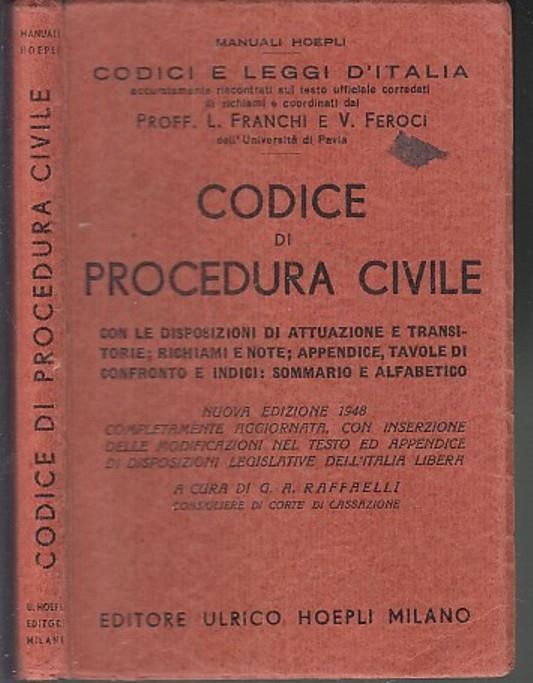 MANUALI
HOEPLI
CODICE DI PROCEDURA CIVILE
U. HOEPLI
EDITORE
MILANO
MANUALI HOEPLI
CODICI E LEGGI D'ITALIA
accuratamente riscontrati sul testo ufficiale corredati
di richiami e coordinati dai
PROFF. L. FRANCHI E V. FEROCI
dell'Università di Pavia
CODICE
DI
PROCEDURA CIVILE
CON LE DISPOSIZIONI DI ATTUAZIONE E TRANSI-
TORIE; RICHIAMI E NOTE; APPENDICE, TAVOLE DI
CONFRONTO E INDICI: SOMMARIO E ALFABETICO
NUOVA EDIZIONE 1948
COMPLETAMENTE AGGIORNATA, CON INSERZIONE
DELLE MODIFICAZIONI NEL TESTO ED APPENDICE
DI DISPOSIZIONI LEGISLATIVE DELL'ITALIA LIBERA
A CURA DI G. A. RAFFAELLI
CONSIGLIERE DI CORTE DI CASSAZIONE
EDITORE ULRICO HOEPLI MILANO